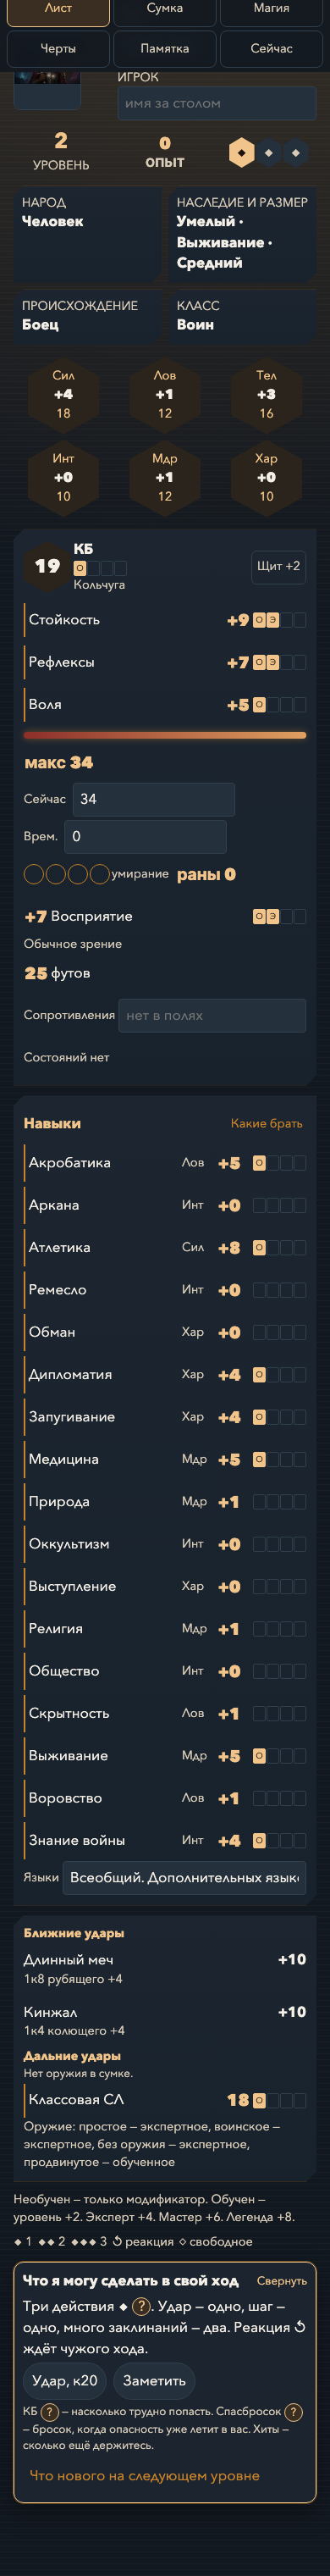 Лист
Сумка
Магия
Черты
Памятка
Сейчас
ИГРОК
имя за столом
2
УРОВЕНЬ
0
ОПЫТ
НАРОД
Человек
НАСЛЕДИЕ И РАЗМЕР
Умелый ·
Выживание ·
Средний
ПРОИСХОЖДЕНИЕ
Боец
КЛАСС
Воин
Сил
+4
18
Лов
+1
12
Тел
+3
16
Инт
+0
10
Мдр
+1
12
Хар
+0
10
19
КБ
О
Кольчуга
Щит +2
Стойкость +9 О Э
Рефлексы +7 О Э
Воля +5 О
макс 34
Сейчас 34
Врем. 0
умирание раны 0
+7 Восприятие О Э
Обычное зрение
25 футов
Сопротивления нет в полях
Состояний нет
Навыки Какие брать
Акробатика Лов +5 О
Аркана Инт +0
Атлетика Сил +8 О
Ремесло Инт +0
Обман Хар +0
Дипломатия Хар +4 О
Запугивание Хар +4 О
Медицина Мдр +5 О
Природа Мдр +1
Оккультизм Инт +0
Выступление Хар +0
Религия Мдр +1
Общество Инт +0
Скрытность Лов +1
Выживание Мдр +5 О
Воровство Лов +1
Знание войны Инт +4 О
Языки Всеобщий. Дополнительных язык
Ближние удары
Длинный меч +10
1к8 рубящего +4
Кинжал +10
1к4 колющего +4
Дальние удары
Нет оружия в сумке.
Классовая СЛ 18 О
Оружие: простое — экспертное, воинское —
экспертное, без оружия — экспертное,
продвинутое — обученное
Необучен — только модификатор. Обучен —
уровень +2. Эксперт +4. Мастер +6. Легенда +8.
◆ 1 ◆◆ 2 ◆◆◆ 3 ↺ реакция ◇ свободное
Что я могу сделать в свой ход Свернуть
Три действия ◆ ?. Удар — одно, шаг —
одно, много заклинаний — два. Реакция ↺
ждёт чужого хода.
Удар, к20
Заметить
КБ ? — насколько трудно попасть. Спасбросок ?
— бросок, когда опасность уже летит в вас. Хиты —
сколько ещё держитесь.
Что нового на следующем уровне